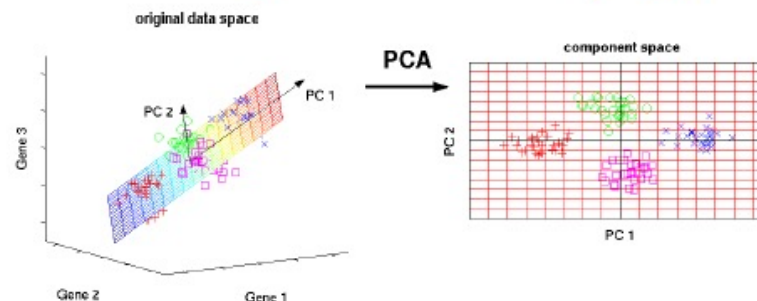 original data space
PC 1
PC 2
Gene 3
Gene 2
Gene 1
PCA
component space
PC 2
PC 1